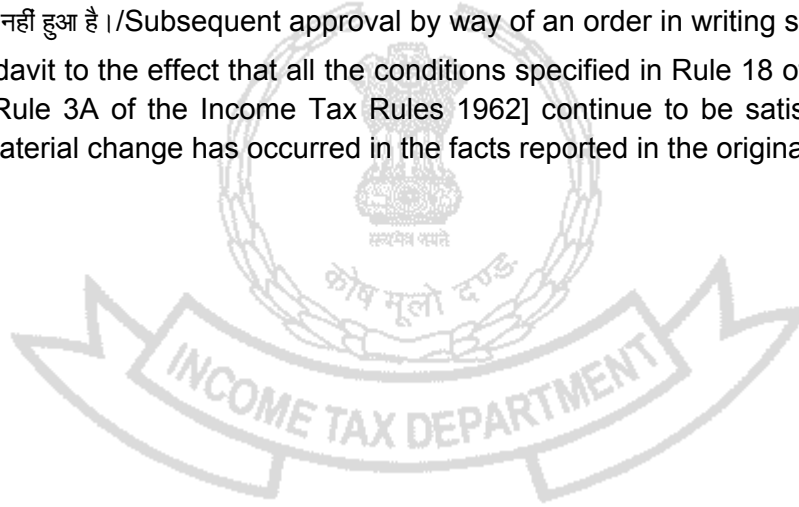 नहीं हुआ है।/Subsequent approval by way of an order in writing s
davit to the effect that all the conditions specified in Rule 18 of
Rule 3A of the Income Tax Rules 1962] continue to be satis
aterial change has occurred in the facts reported in the origina
सत्यमेव जयते
कोष मूलो दण्ड:
INCOME TAX DEPARTMENT